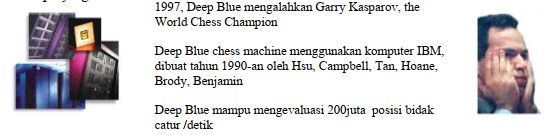 1997, Deep Blue mengalahkan Garry Kasparov, the
World Chess Champion
Deep Blue chess machine menggunakan komputer IBM,
dibuat tahun 1990-an oleh Hsu, Campbell, Tan, Hoane,
Brody, Benjamin
Deep Blue mampu mengevaluasi 200juta posisi bidak
catur /detik